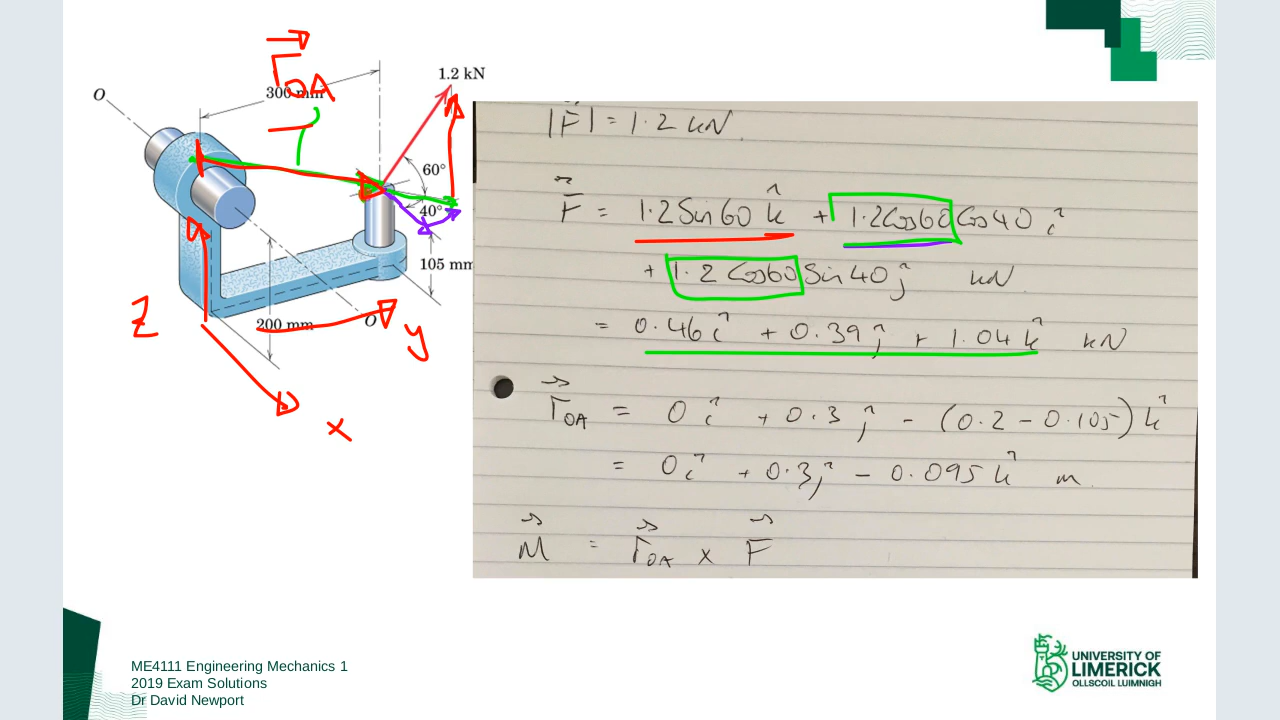 r OA
300 mm
1.2 kN
O
r
60°
40°
105 mm
200 mm
O
z
y
x
|F| = 1.2 kN
F = 1.2 Sin 60 k + 1.2 Cos 60 Cos 40 i
+ 1.2 Cos 60 Sin 40 j kN
= 0.46 i + 0.39 j + 1.04 k kN
r OA = 0 i + 0.3 j - (0.2 - 0.105) k
= 0 i + 0.3 j - 0.095 k m
M = r OA x F
ME4111 Engineering Mechanics 1
2019 Exam Solutions
Dr David Newport
UNIVERSITY OF
LIMERICK
OLLSCOIL LUIMNIGH